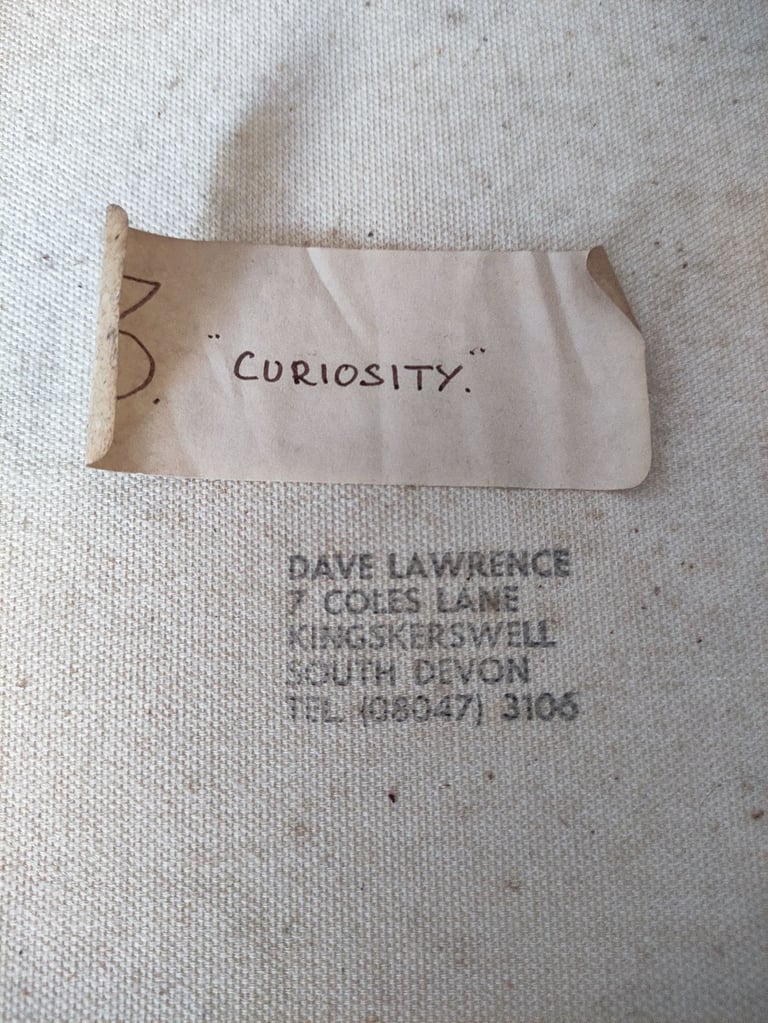 3.
"CURIOSITY."
DAVE LAWRENCE
7 COLES LANE
KINGSKERSWELL
SOUTH DEVON
TEL. (08047) 3106